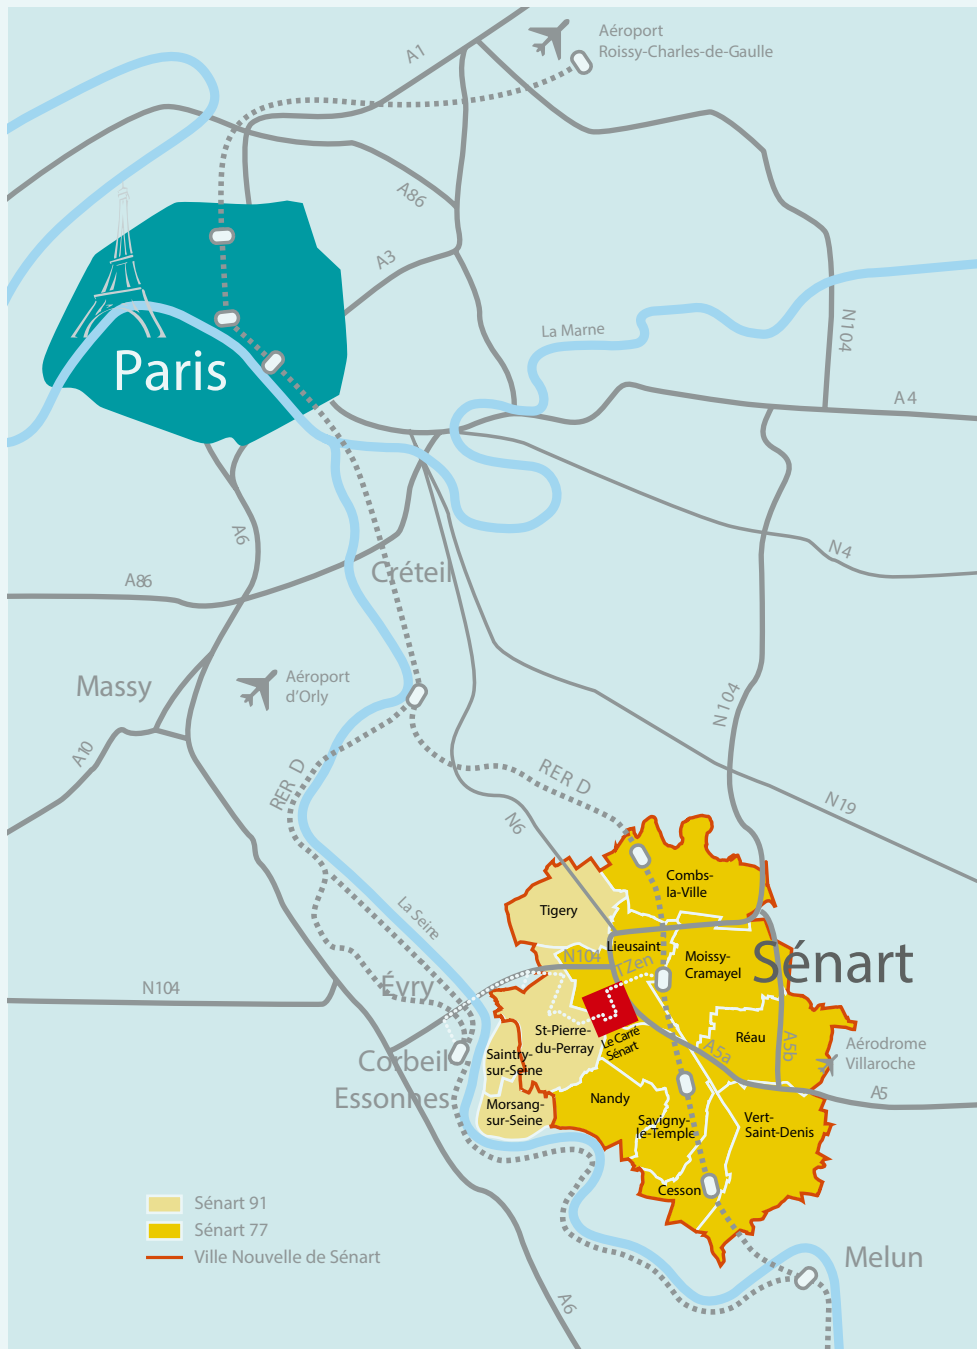 Aéroport
Roissy-Charles-de-Gaulle
A1
A86
A3
La Marne
N104
Paris
A4
A6
N4
Créteil
A86
Massy
Aéroport
d'Orly
N104
A10
RER D
RER D
N19
N6
Combs-
la-Ville
Tigery
La Seine
Lieusaint
Sénart
Moissy-
Cramayel
N104
TZen
Évry
N104
St-Pierre-
du-Perray
Le Carré
Sénart
Réau
A5b
A5a
Aérodrome
Villaroche
Corbeil
Essonnes
Saintry-
sur-Seine
A5
Nandy
Morsang-
sur-Seine
Savigny-
le-Temple
Vert-
Saint-Denis
Cesson
Sénart 91
Sénart 77
Ville Nouvelle de Sénart
Melun
A6